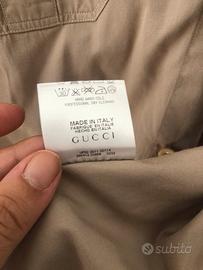 HAND WASH COLD
PROFESSIONAL DRY CLEANING
MADE IN ITALY
FABRIQUE EN ITALIE
HECHO EN ITALIA
GUCCI
subito